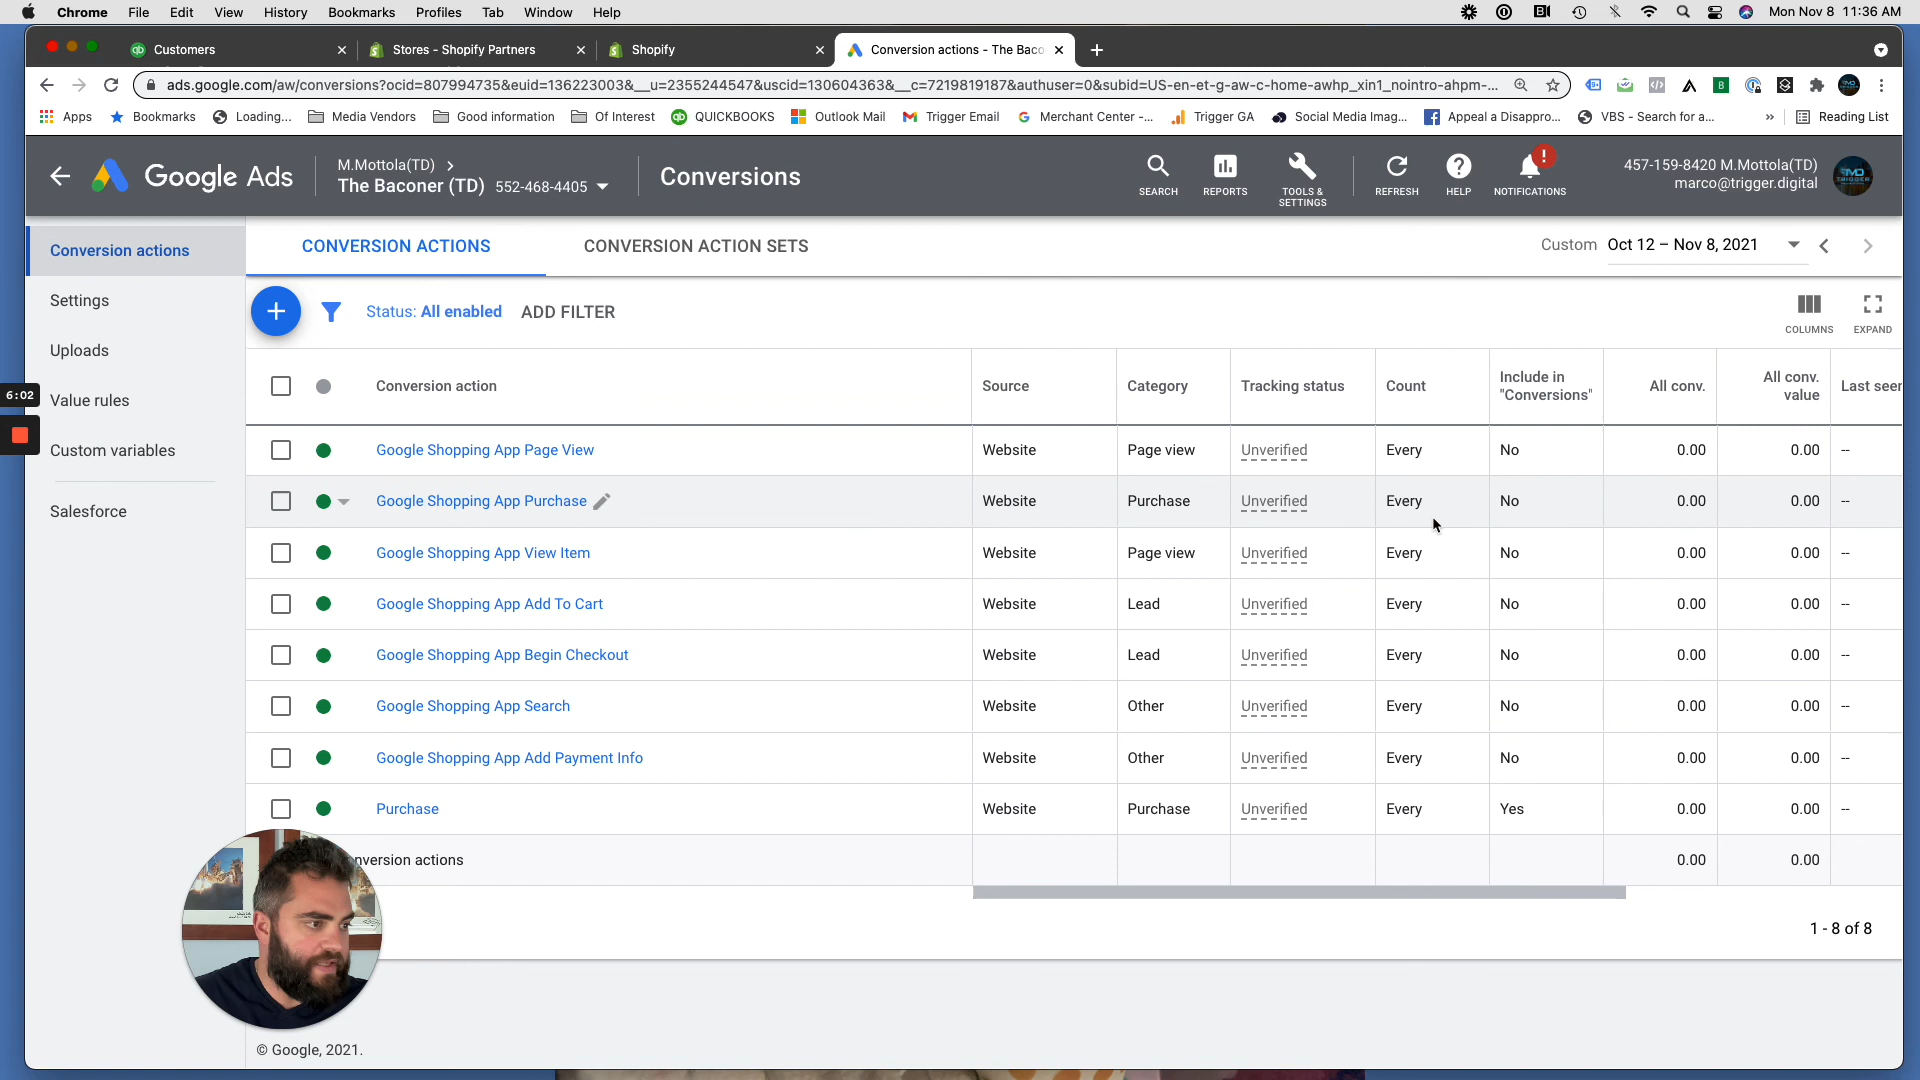 Chrome File Edit View History Bookmarks Profiles Tab Window Help Mon Nov 8 11:36 AM
Customers Stores - Shopify Partners Shopify Conversion actions - The Baco
ads.google.com/aw/conversions?ocid=807994735&euid=136223003&__u=2355244547&uscid=130604363&__c=7219819187&authuser=0&subid=US-en-et-g-aw-c-home-awhp_xin1_nointro-ahpm-...
Apps Bookmarks Loading... Media Vendors Good information Of Interest QUICKBOOKS Outlook Mail Trigger Email Merchant Center -... Trigger GA Social Media Imag... Appeal a Disappro... VBS - Search for a... » Reading List
Google Ads
M.Mottola(TD) >
The Baconer (TD) 552-468-4405
Conversions
SEARCH
REPORTS
TOOLS &
SETTINGS
REFRESH
HELP
NOTIFICATIONS
457-159-8420 M.Mottola(TD)
marco@trigger.digital
Conversion actions
Settings
Uploads
Value rules
Custom variables
Salesforce
6:02
CONVERSION ACTIONS CONVERSION ACTION SETS Custom Oct 12 – Nov 8, 2021
Status: All enabled ADD FILTER COLUMNS EXPAND
Conversion action Source Category Tracking status Count Include in "Conversions" All conv. All conv. value Last seen
Google Shopping App Page View Website Page view Unverified Every No 0.00 0.00 --
Google Shopping App Purchase Website Purchase Unverified Every No 0.00 0.00 --
Google Shopping App View Item Website Page view Unverified Every No 0.00 0.00 --
Google Shopping App Add To Cart Website Lead Unverified Every No 0.00 0.00 --
Google Shopping App Begin Checkout Website Lead Unverified Every No 0.00 0.00 --
Google Shopping App Search Website Other Unverified Every No 0.00 0.00 --
Google Shopping App Add Payment Info Website Other Unverified Every No 0.00 0.00 --
Purchase Website Purchase Unverified Every Yes 0.00 0.00 --
nversion actions 0.00 0.00
1 - 8 of 8
© Google, 2021.